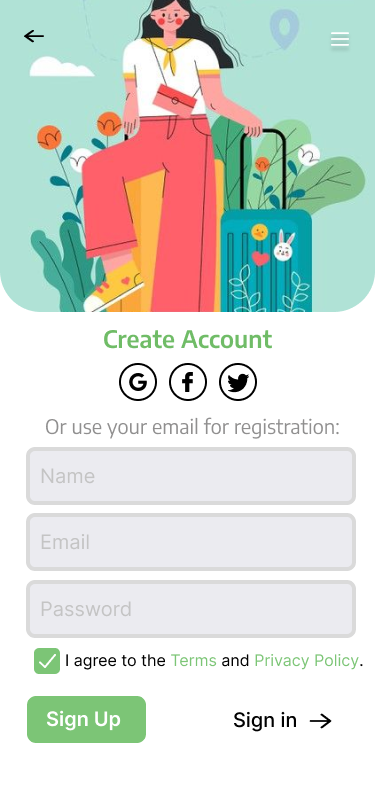 Create Account
G f
Or use your email for registration:
Name
Email
Password
I agree to the Terms and Privacy Policy.
Sign Up
Sign in